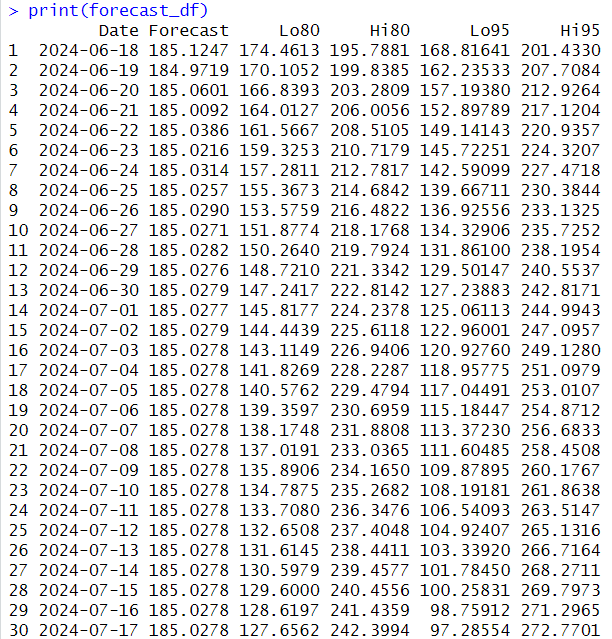 > print(forecast_df)
Date Forecast Lo80 Hi80 Lo95 Hi95
1 2024-06-18 185.1247 174.4613 195.7881 168.81641 201.4330
2 2024-06-19 184.9719 170.1052 199.8385 162.23533 207.7084
3 2024-06-20 185.0601 166.8393 203.2809 157.19380 212.9264
4 2024-06-21 185.0092 164.0127 206.0056 152.89789 217.1204
5 2024-06-22 185.0386 161.5667 208.5105 149.14143 220.9357
6 2024-06-23 185.0216 159.3253 210.7179 145.72251 224.3207
7 2024-06-24 185.0314 157.2811 212.7817 142.59099 227.4718
8 2024-06-25 185.0257 155.3673 214.6842 139.66711 230.3844
9 2024-06-26 185.0290 153.5759 216.4822 136.92556 233.1325
10 2024-06-27 185.0271 151.8774 218.1768 134.32906 235.7252
11 2024-06-28 185.0282 150.2640 219.7924 131.86100 238.1954
12 2024-06-29 185.0276 148.7210 221.3342 129.50147 240.5537
13 2024-06-30 185.0279 147.2417 222.8142 127.23883 242.8171
14 2024-07-01 185.0277 145.8177 224.2378 125.06113 244.9943
15 2024-07-02 185.0279 144.4439 225.6118 122.96001 247.0957
16 2024-07-03 185.0278 143.1149 226.9406 120.92760 249.1280
17 2024-07-04 185.0278 141.8269 228.2287 118.95775 251.0979
18 2024-07-05 185.0278 140.5762 229.4794 117.04491 253.0107
19 2024-07-06 185.0278 139.3597 230.6959 115.18447 254.8712
20 2024-07-07 185.0278 138.1748 231.8808 113.37230 256.6833
21 2024-07-08 185.0278 137.0191 233.0365 111.60485 258.4508
22 2024-07-09 185.0278 135.8906 234.1650 109.87895 260.1767
23 2024-07-10 185.0278 134.7875 235.2682 108.19181 261.8638
24 2024-07-11 185.0278 133.7080 236.3476 106.54093 263.5147
25 2024-07-12 185.0278 132.6508 237.4048 104.92407 265.1316
26 2024-07-13 185.0278 131.6145 238.4411 103.33920 266.7164
27 2024-07-14 185.0278 130.5979 239.4577 101.78450 268.2711
28 2024-07-15 185.0278 129.6000 240.4556 100.25831 269.7973
29 2024-07-16 185.0278 128.6197 241.4359 98.75912 271.2965
30 2024-07-17 185.0278 127.6562 242.3994 97.28554 272.7701